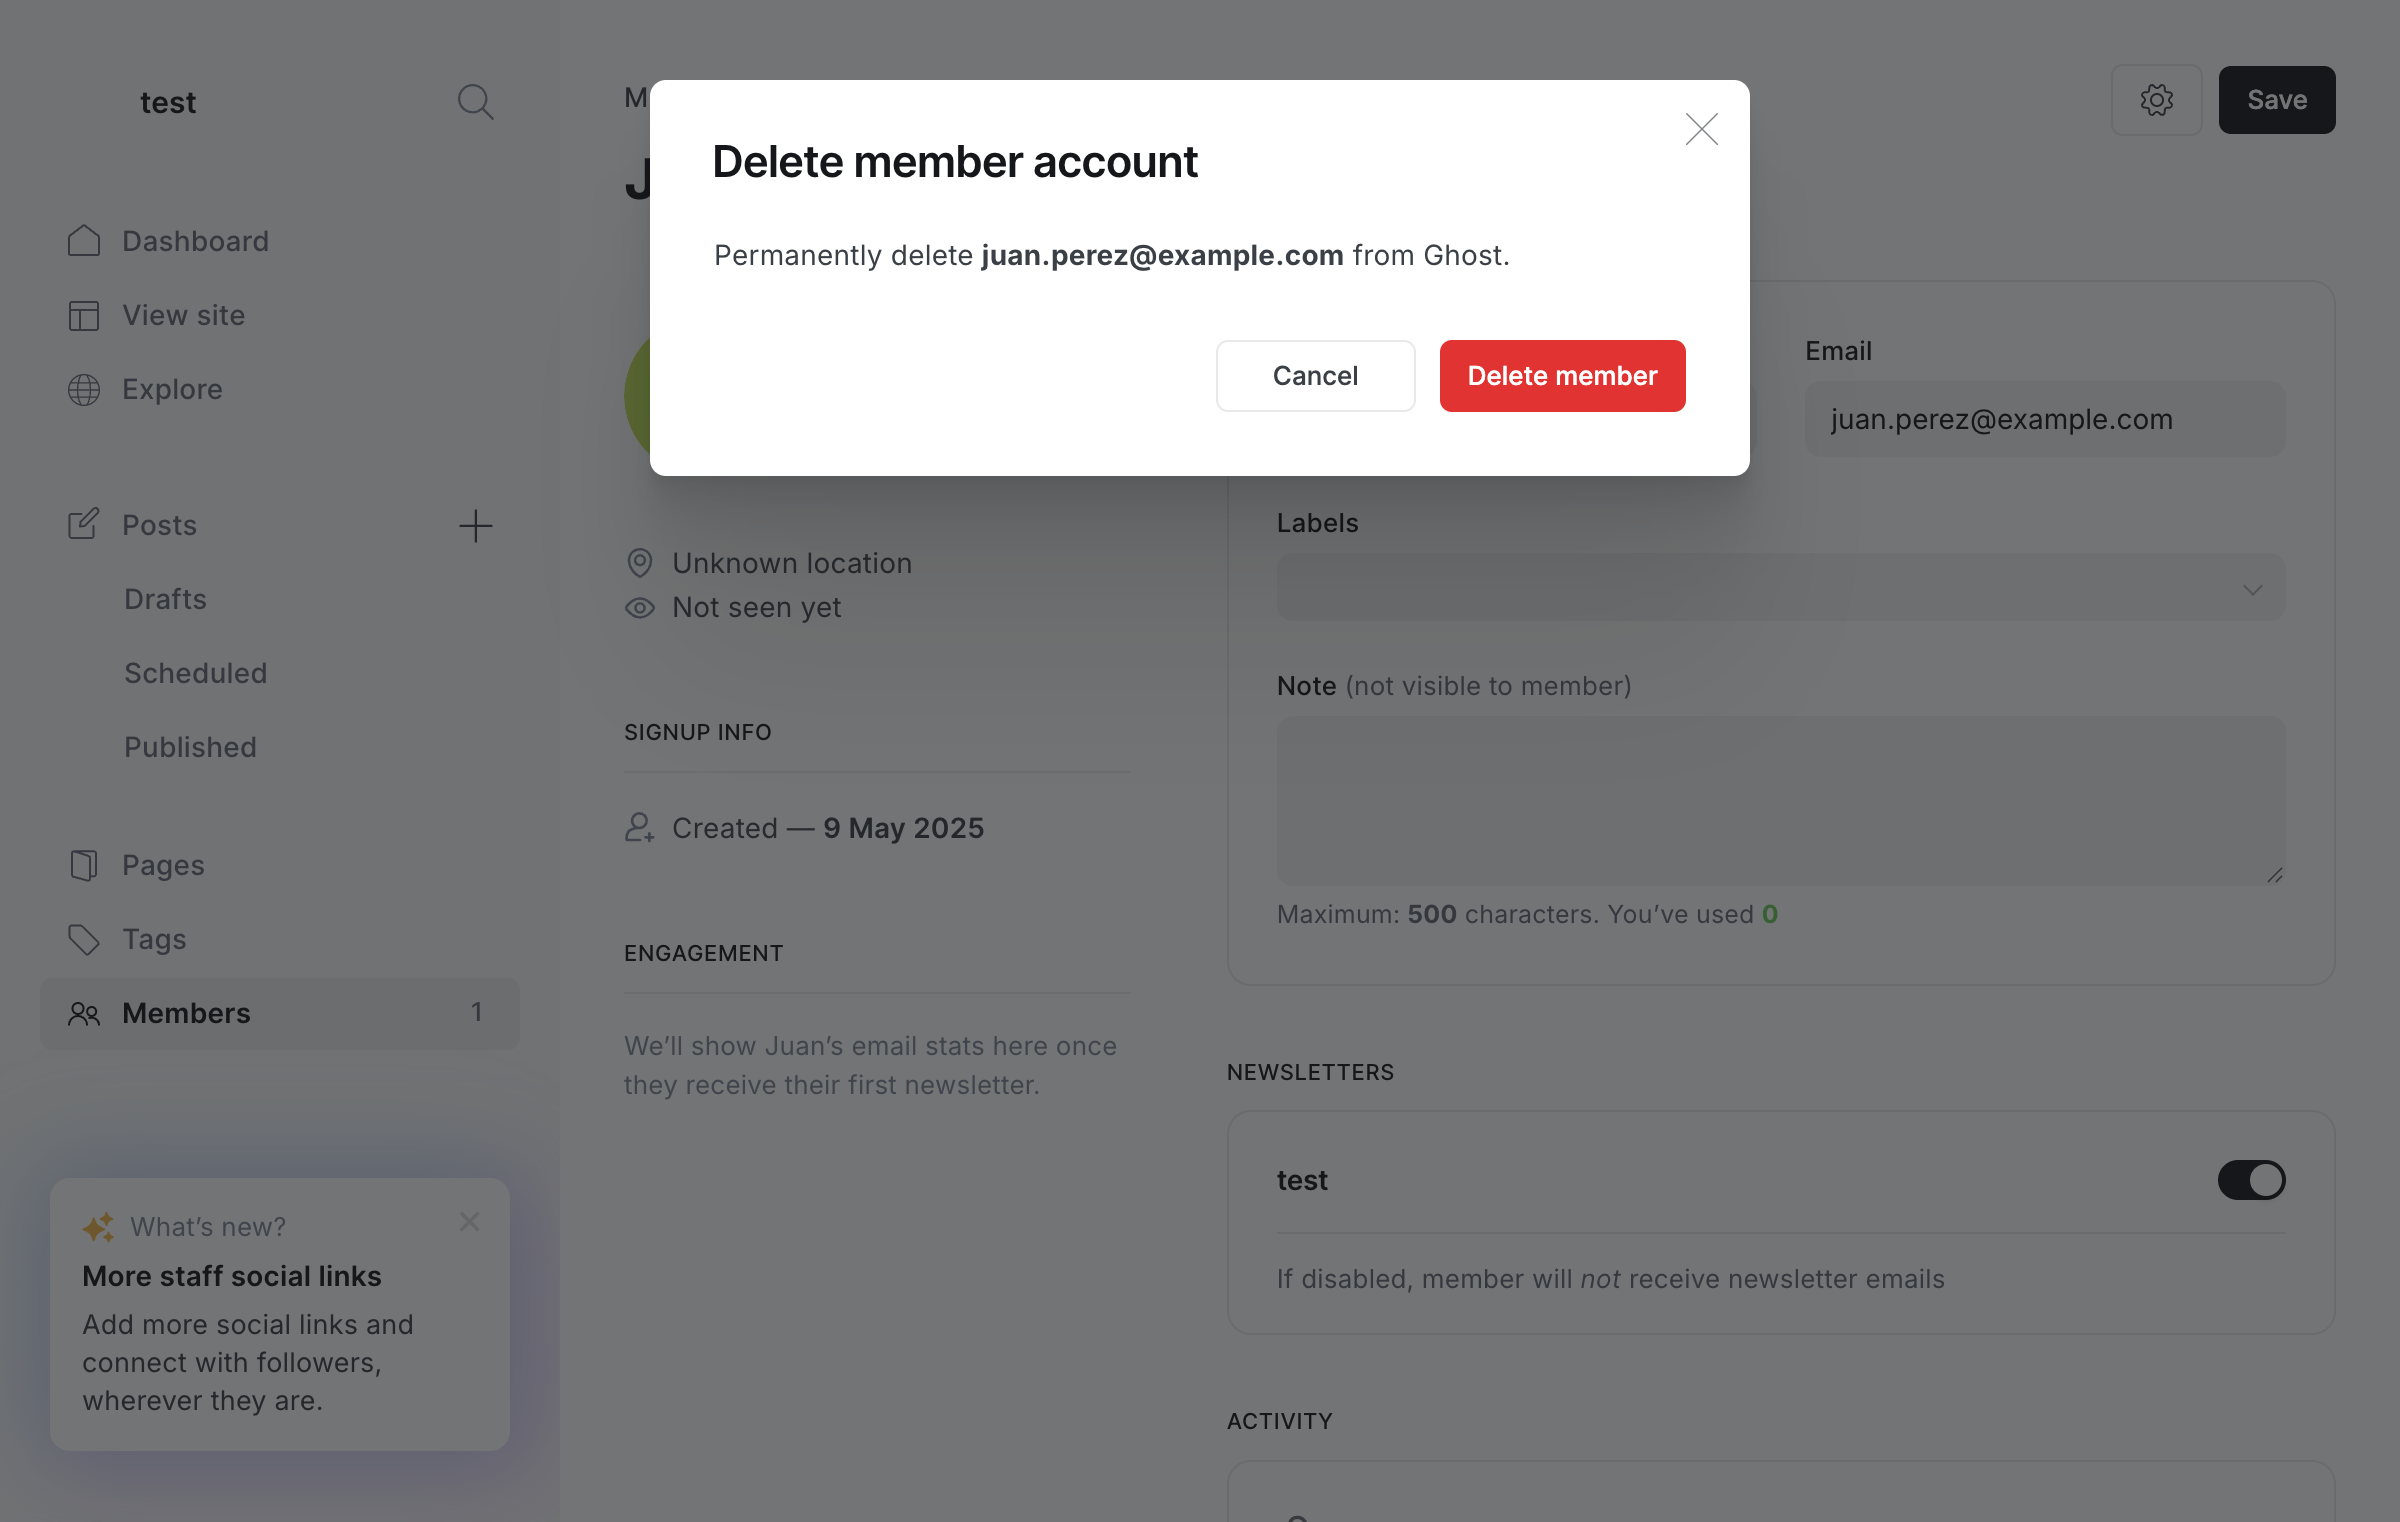 test
Dashboard
View site
Explore
Posts
Drafts
Scheduled
Published
Pages
Tags
Members 1
What's new?
More staff social links
Add more social links and
connect with followers,
wherever they are.
Save
Delete member account
Permanently delete juan.perez@example.com from Ghost.
Cancel
Delete member
Unknown location
Not seen yet
SIGNUP INFO
Created — 9 May 2025
ENGAGEMENT
We'll show Juan's email stats here once
they receive their first newsletter.
Email
juan.perez@example.com
Labels
Note (not visible to member)
Maximum: 500 characters. You've used 0
NEWSLETTERS
test
If disabled, member will not receive newsletter emails
ACTIVITY